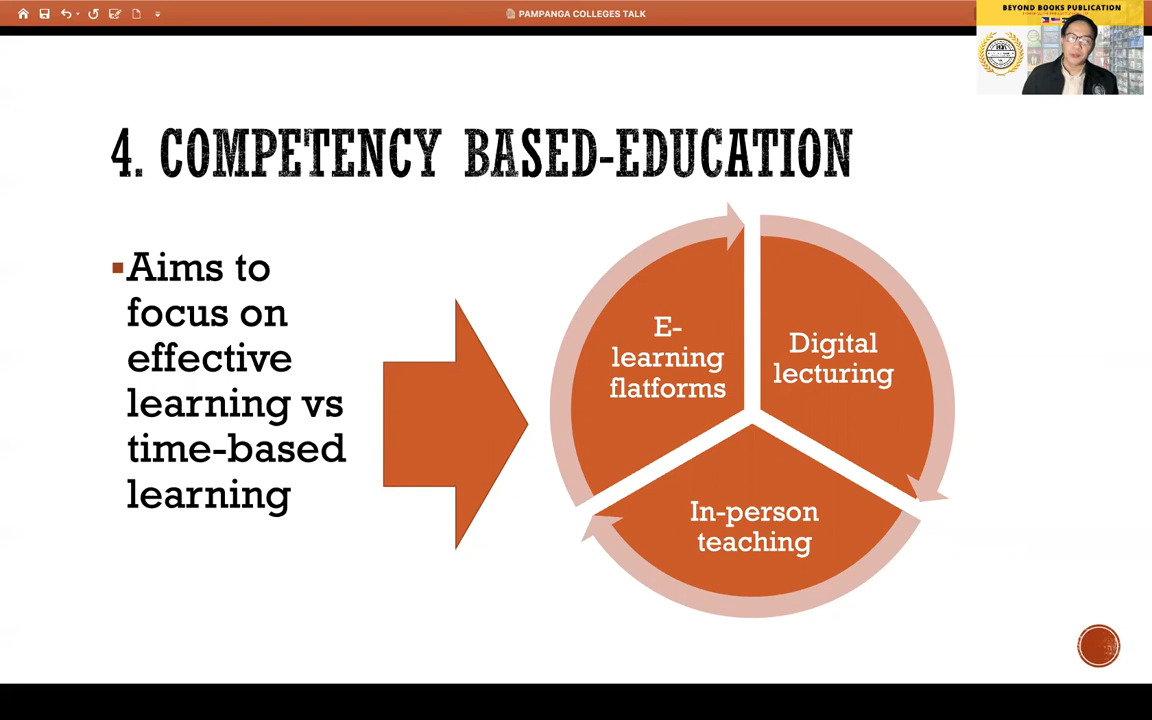 PAMPANGA COLLEGES TALK
BEYOND BOOKS PUBLICATION
4. COMPETENCY BASED-EDUCATION
Aims to
focus on
effective
learning vs
time-based
learning
E-
learning
flatforms
Digital
lecturing
In-person
teaching